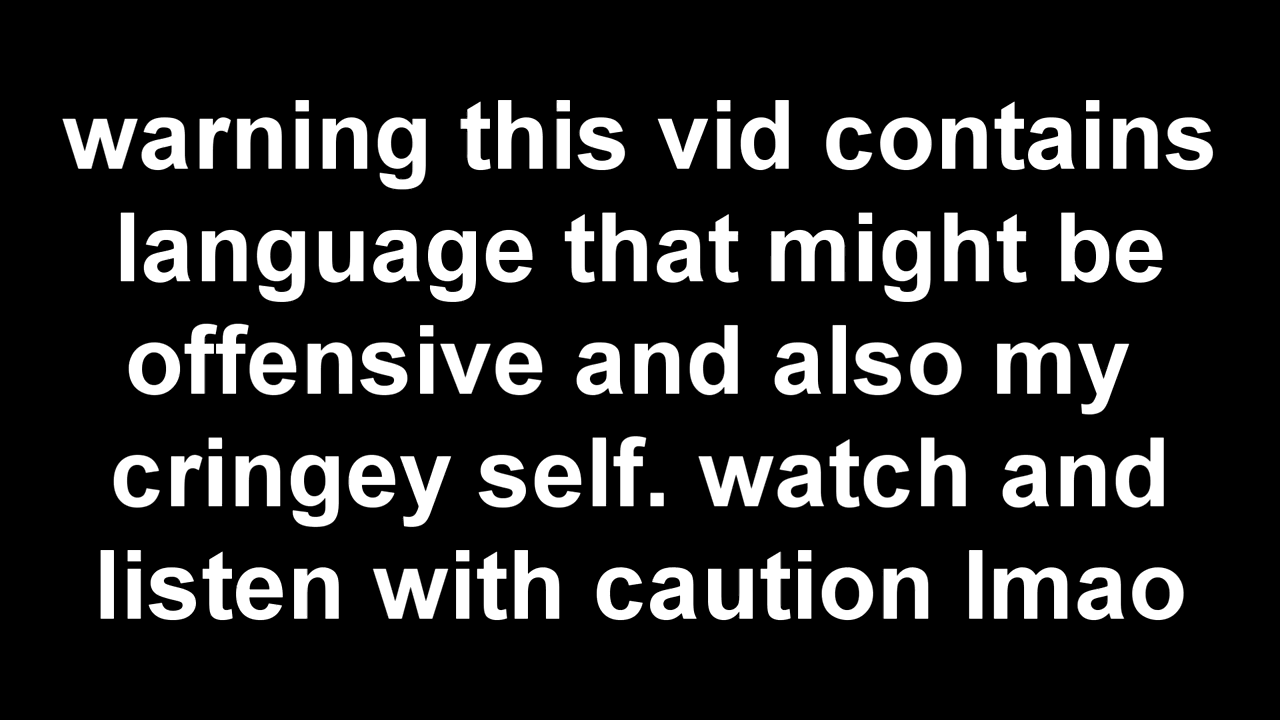 warning this vid contains
language that might be
offensive and also my
cringey self. watch and
listen with caution lmao